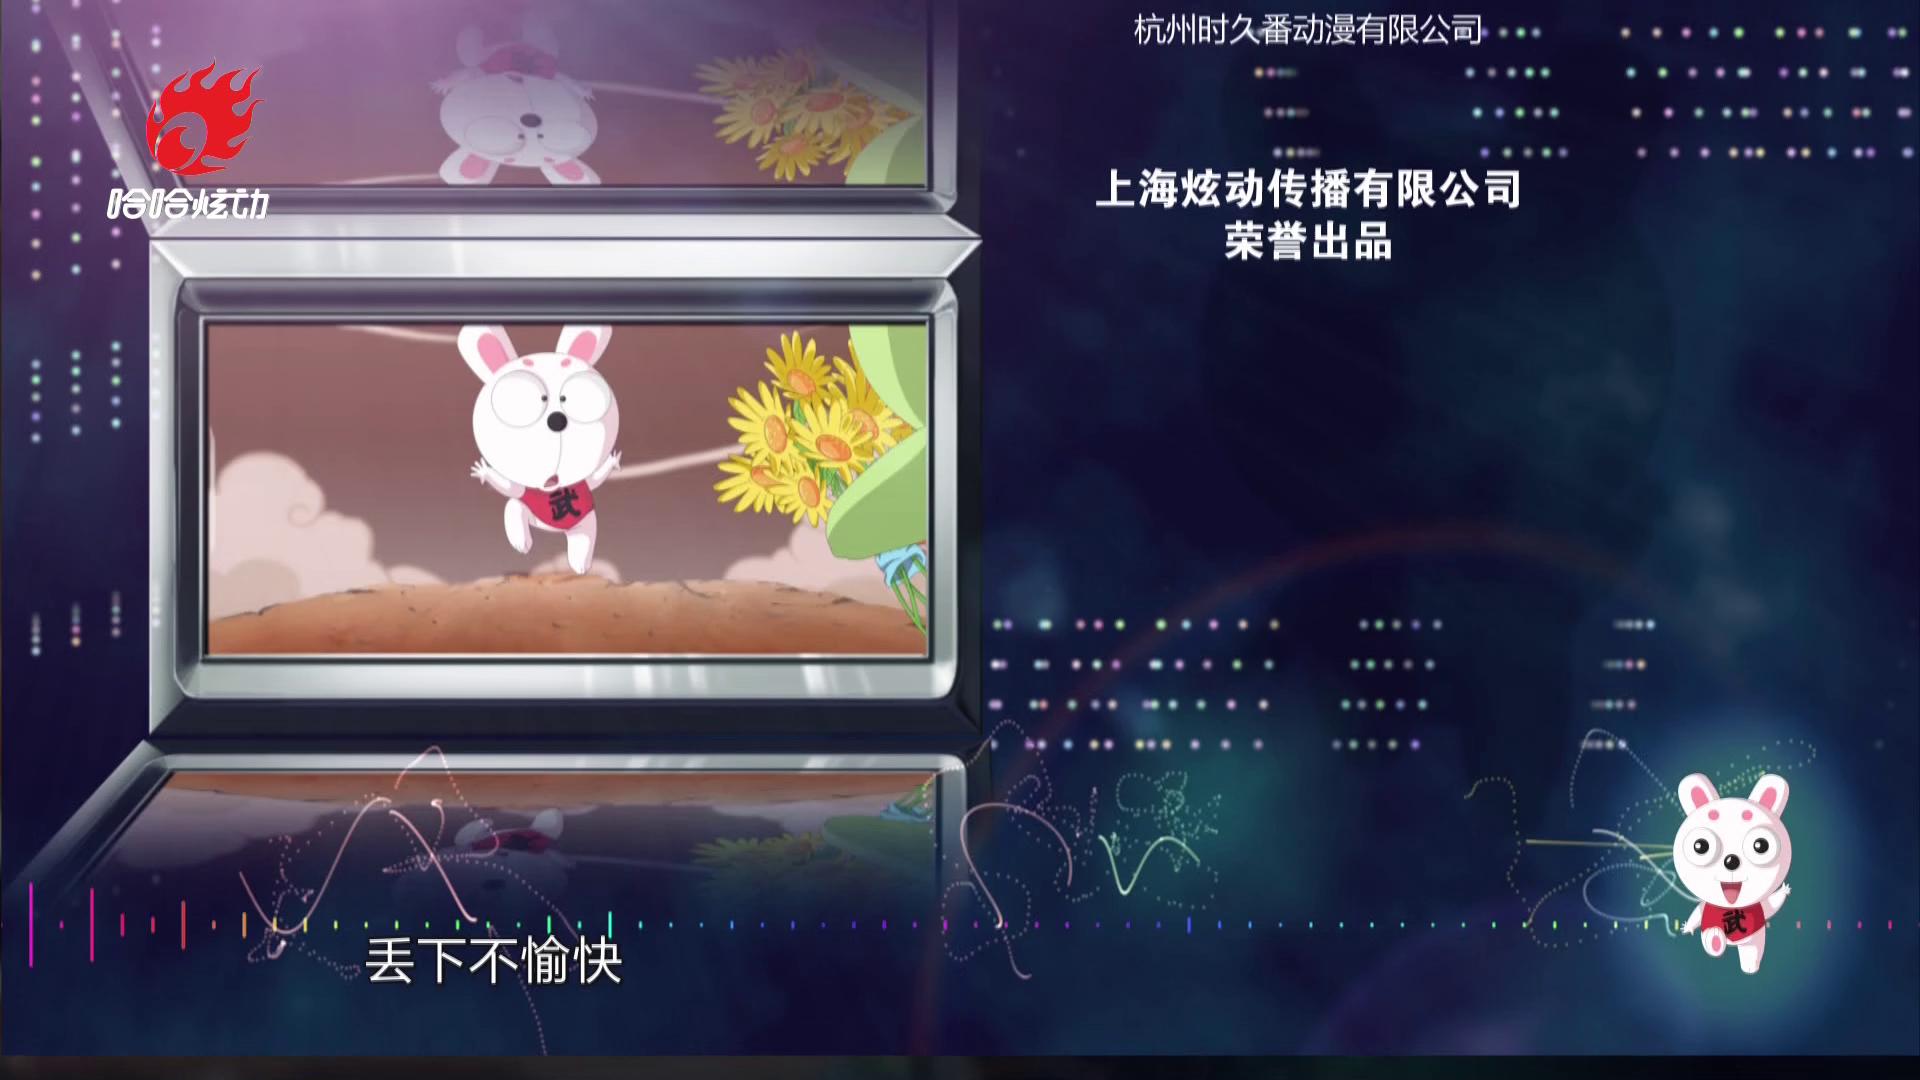 杭州时久番动漫有限公司
哈哈炫动
上海炫动传播有限公司
荣誉出品
武
武
丢下不愉快